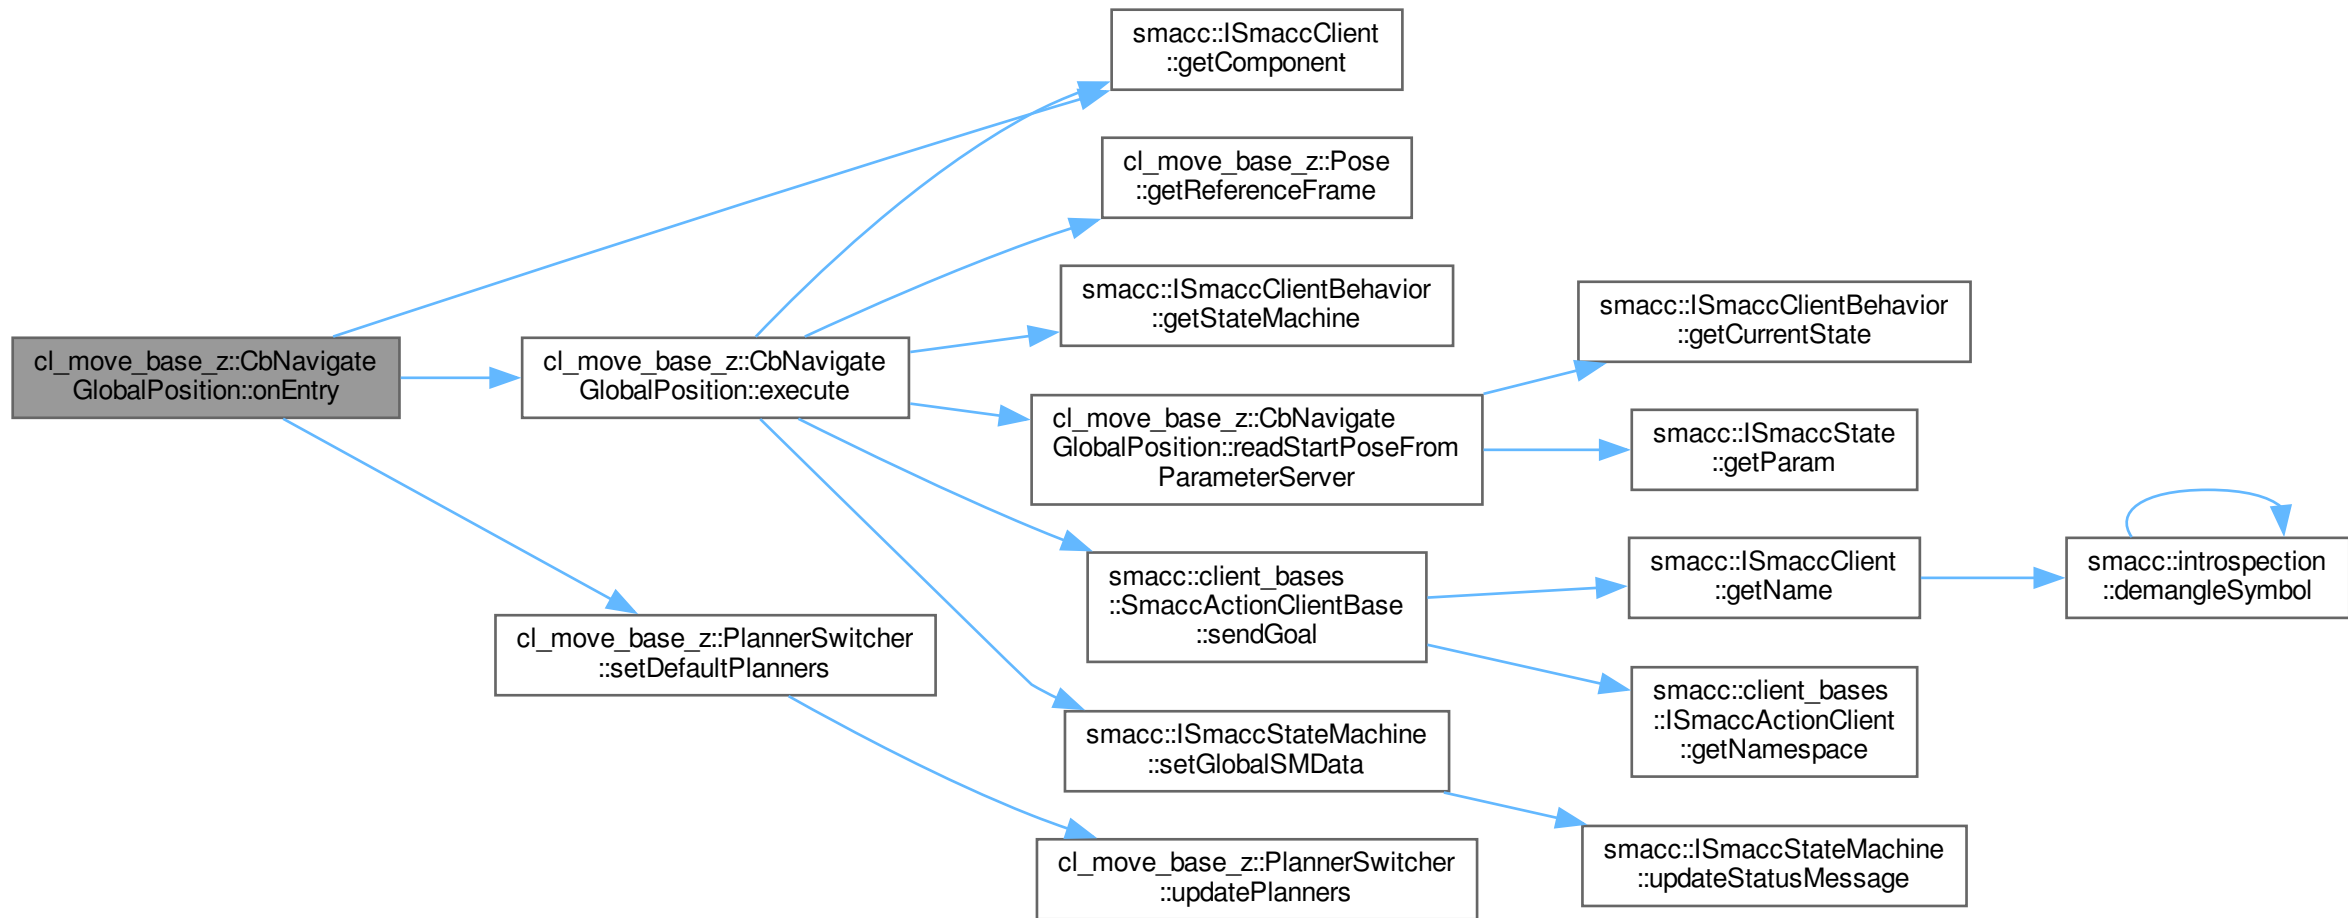 cl_move_base_z::CbNavigate
GlobalPosition::onEntry
cl_move_base_z::CbNavigate
GlobalPosition::execute
cl_move_base_z::PlannerSwitcher
::setDefaultPlanners
smacc::ISmaccClient
::getComponent
cl_move_base_z::Pose
::getReferenceFrame
smacc::ISmaccClientBehavior
::getStateMachine
cl_move_base_z::CbNavigate
GlobalPosition::readStartPoseFrom
ParameterServer
smacc::client_bases
::SmaccActionClientBase
::sendGoal
smacc::ISmaccStateMachine
::setGlobalSMData
cl_move_base_z::PlannerSwitcher
::updatePlanners
smacc::ISmaccClientBehavior
::getCurrentState
smacc::ISmaccState
::getParam
smacc::ISmaccClient
::getName
smacc::client_bases
::ISmaccActionClient
::getNamespace
smacc::ISmaccStateMachine
::updateStatusMessage
smacc::introspection
::demangleSymbol